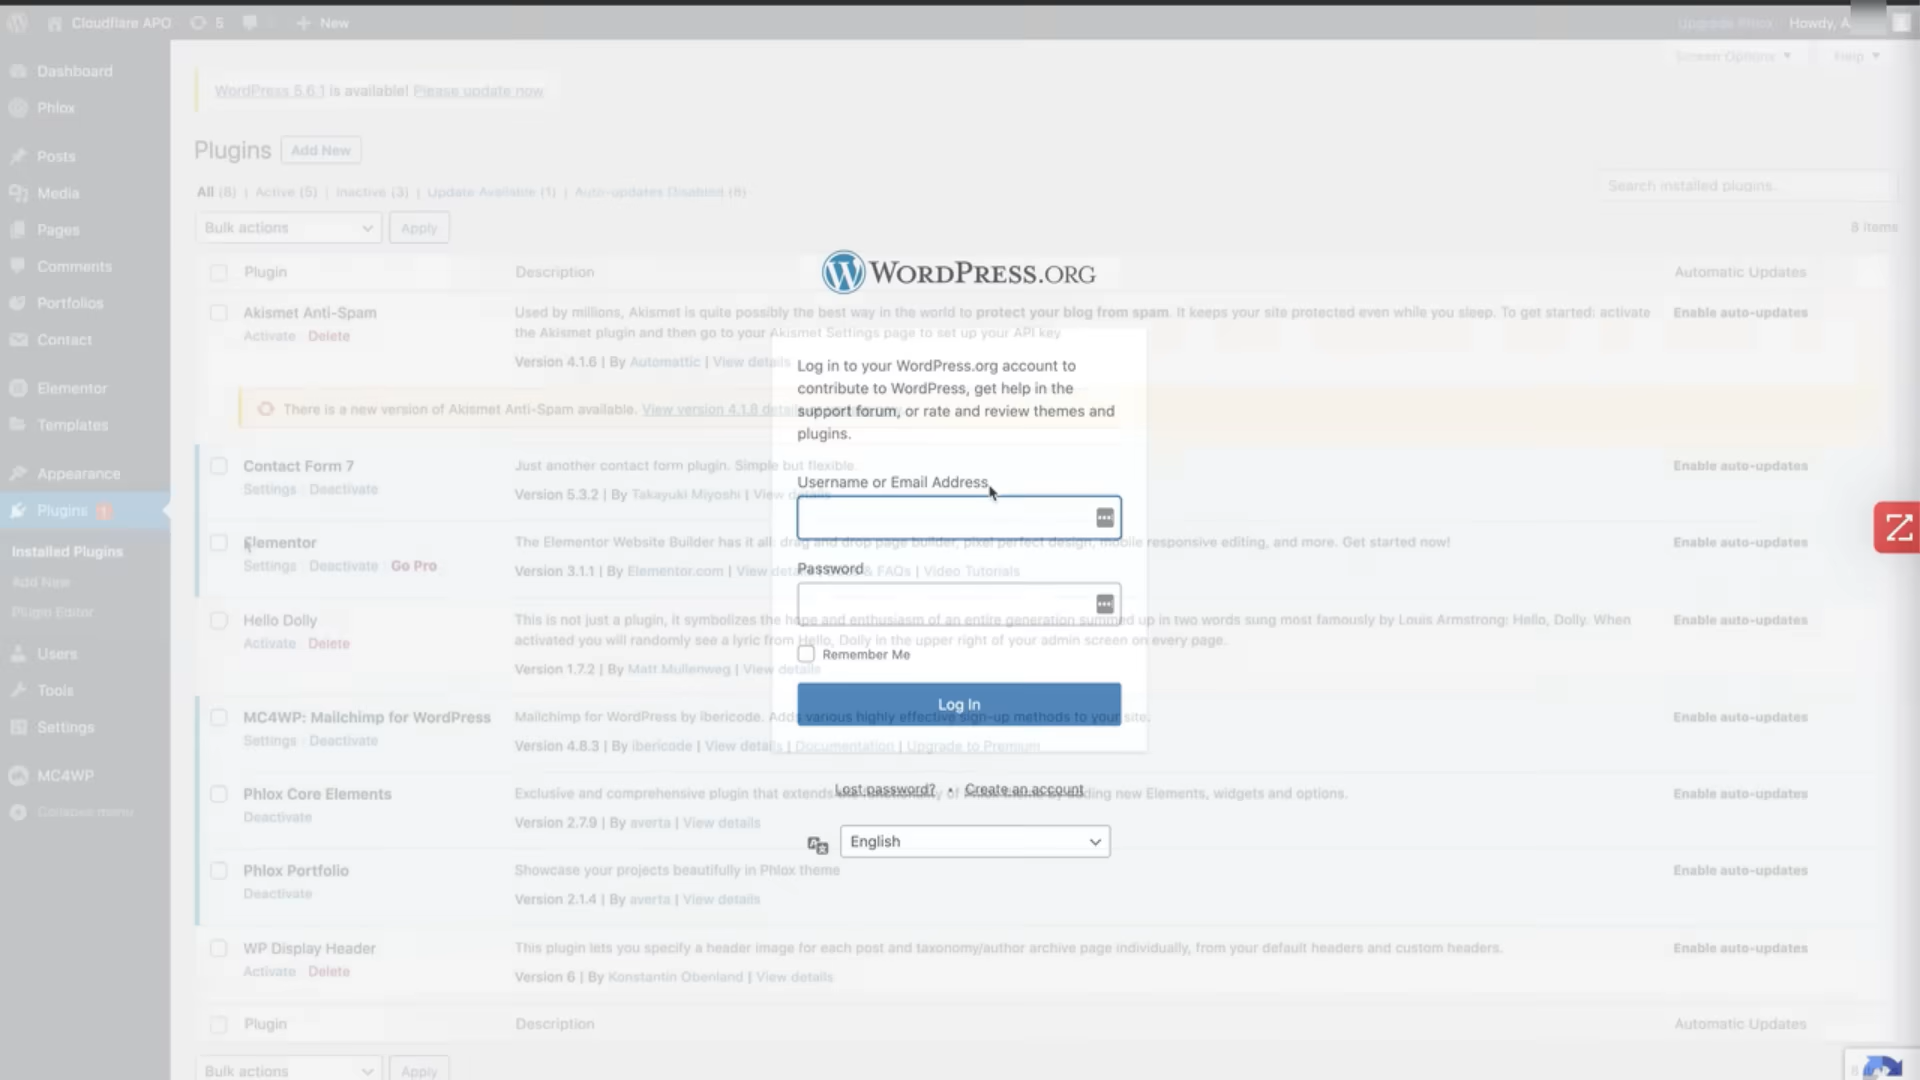 Cloudflare APO 5 New Upgrade Phlox Howdy, A
Dashboard
Phlox
Posts
Media
Pages
Comments
Portfolios
Contact
Elementor
Templates
Appearance
Plugins 1
Installed Plugins
Add New
Plugin Editor
Users
Tools
Settings
MC4WP
Collapse menu
Screen Options Help
WordPress 5.6.1 is available! Please update now.
Plugins Add New
All (8) | Active (5) | Inactive (3) | Update Available (1) | Auto-updates Disabled (8)
Search installed plugins...
Bulk actions Apply
8 items
Plugin Description Automatic Updates
Akismet Anti-Spam
Activate Delete
Used by millions, Akismet is quite possibly the best way in the world to protect your blog from spam. It keeps your site protected even while you sleep. To get started: activate
the Akismet plugin and then go to your Akismet Settings page to set up your API key
Version 4.1.6 | By Automattic | View details
Enable auto-updates
There is a new version of Akismet Anti-Spam available. View version 4.1.8 details
Contact Form 7
Settings Deactivate
Just another contact form plugin. Simple but flexible.
Version 5.3.2 | By Takayuki Miyoshi | View details
Enable auto-updates
Elementor
Settings Deactivate Go Pro
The Elementor Website Builder has it all: drag and drop page builder, pixel perfect design, mobile responsive editing, and more. Get started now!
Version 3.1.1 | By Elementor.com | View details | Docs & FAQs | Video Tutorials
Enable auto-updates
Hello Dolly
Activate Delete
This is not just a plugin, it symbolizes the hope and enthusiasm of an entire generation summed up in two words sung most famously by Louis Armstrong: Hello, Dolly. When
activated you will randomly see a lyric from Hello, Dolly in the upper right of your admin screen on every page.
Version 1.7.2 | By Matt Mullenweg | View details
Enable auto-updates
MC4WP: Mailchimp for WordPress
Settings Deactivate
Mailchimp for WordPress by ibericode. Adds various highly effective sign-up methods to your site.
Version 4.8.3 | By ibericode | View details | Documentation | Upgrade to Premium
Enable auto-updates
Phlox Core Elements
Deactivate
Exclusive and comprehensive plugin that extends the functionality of Phlox theme by adding new Elements, widgets and options.
Version 2.7.9 | By averta | View details
Enable auto-updates
Phlox Portfolio
Deactivate
Showcase your projects beautifully in Phlox theme
Version 2.1.4 | By averta | View details
Enable auto-updates
WP Display Header
Activate Delete
This plugin lets you specify a header image for each post and taxonomy/author archive page individually, from your default headers and custom headers.
Version 6 | By Konstantin Obenland | View details
Enable auto-updates
Plugin Description Automatic Updates
Bulk actions Apply
WORDPRESS.ORG
Log in to your WordPress.org account to
contribute to WordPress, get help in the
support forum, or rate and review themes and
plugins.
Username or Email Address
Password
Remember Me
Log In
Lost password? • Create an account
English